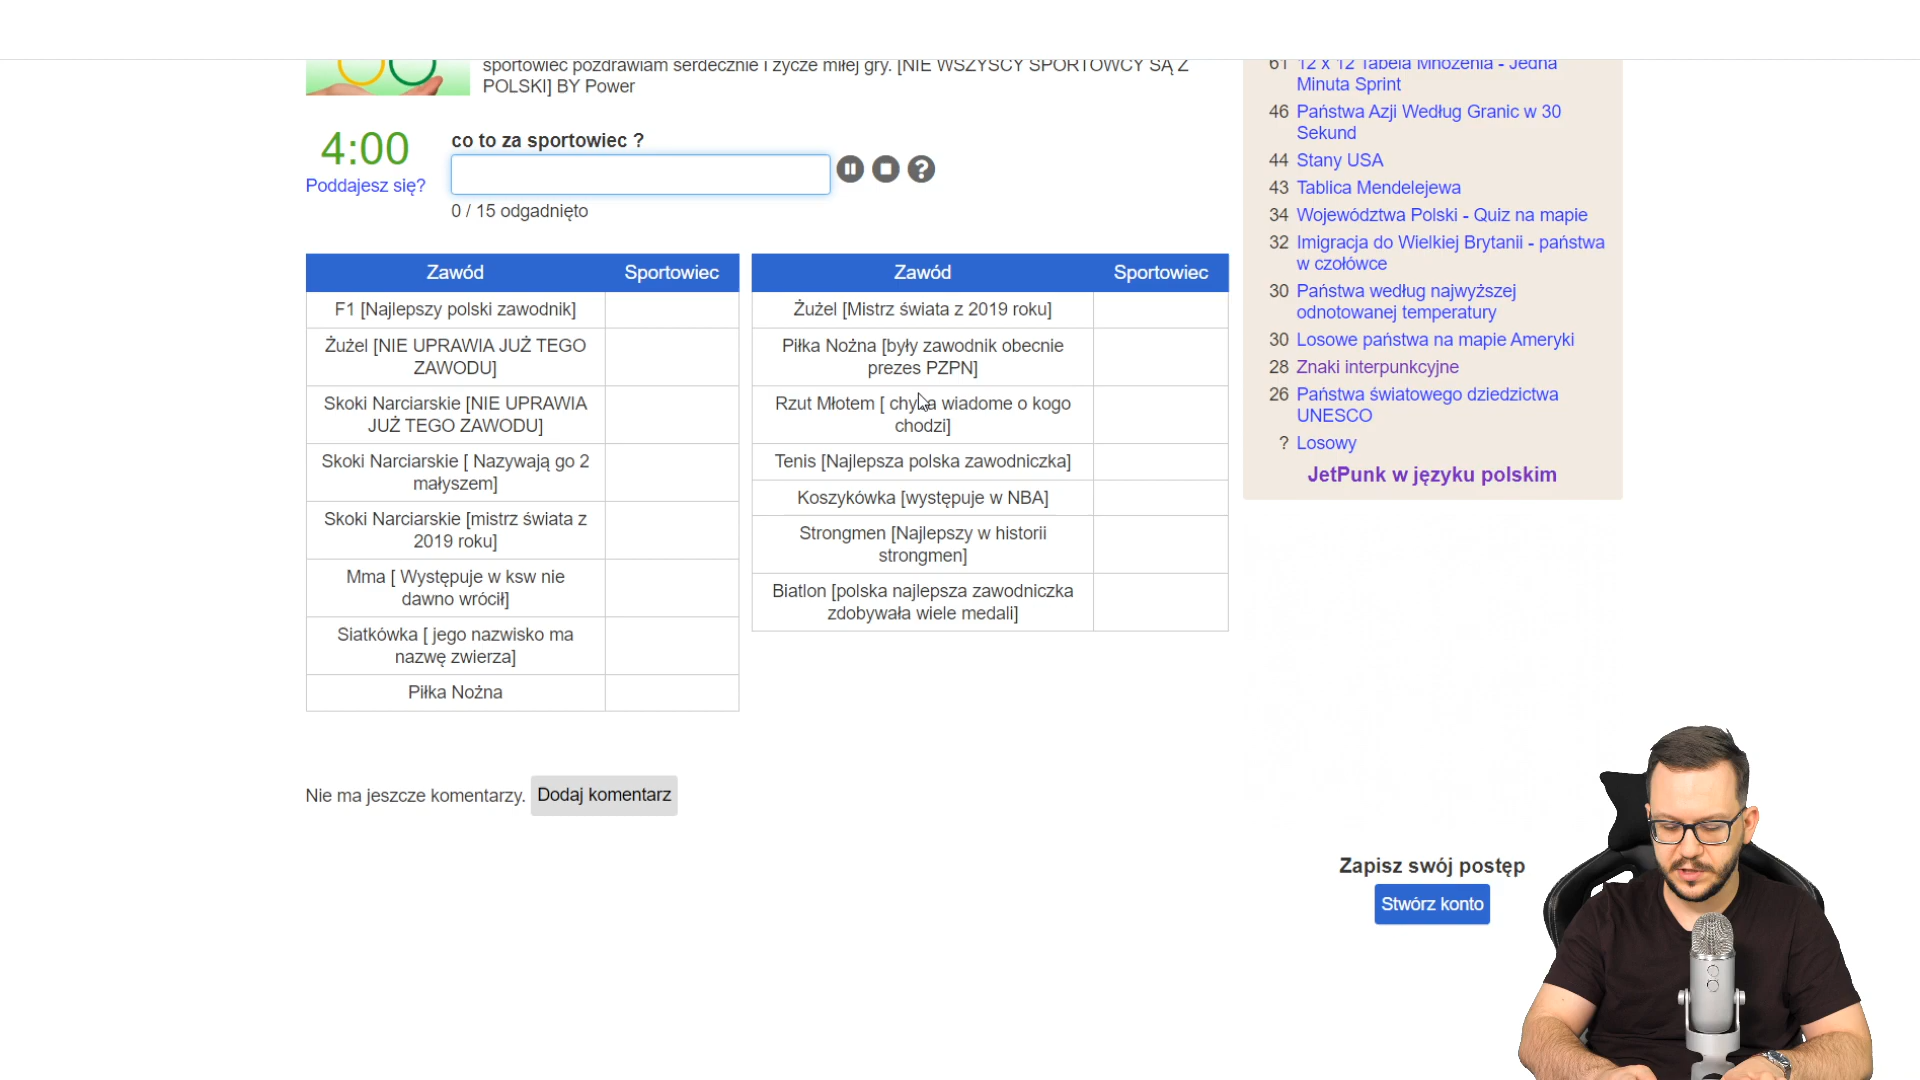 sportowiec pozdrawiam serdecznie i życze miłej gry. [NIE WSZYSCY SPORTOWCY SĄ Z
POLSKI] BY Power
4:00
Poddajesz się?
co to za sportowiec ?
0 / 15 odgadnięto
Zawód Sportowiec
F1 [Najlepszy polski zawodnik]
Żużel [NIE UPRAWIA JUŻ TEGO
ZAWODU]
Skoki Narciarskie [NIE UPRAWIA
JUŻ TEGO ZAWODU]
Skoki Narciarskie [ Nazywają go 2
małyszem]
Skoki Narciarskie [mistrz świata z
2019 roku]
Mma [ Występuje w ksw nie
dawno wrócił]
Siatkówka [ jego nazwisko ma
nazwę zwierza]
Piłka Nożna
Zawód Sportowiec
Żużel [Mistrz świata z 2019 roku]
Piłka Nożna [były zawodnik obecnie
prezes PZPN]
Rzut Młotem [ chyba wiadome o kogo
chodzi]
Tenis [Najlepsza polska zawodniczka]
Koszykówka [występuje w NBA]
Strongmen [Najlepszy w historii
strongmen]
Biatlon [polska najlepsza zawodniczka
zdobywała wiele medali]
Nie ma jeszcze komentarzy. Dodaj komentarz
61 12 x 12 Tabela Mnożenia - Jedna
Minuta Sprint
46 Państwa Azji Według Granic w 30
Sekund
44 Stany USA
43 Tablica Mendelejewa
34 Województwa Polski - Quiz na mapie
32 Imigracja do Wielkiej Brytanii - państwa
w czołówce
30 Państwa według najwyższej
odnotowanej temperatury
30 Losowe państwa na mapie Ameryki
28 Znaki interpunkcyjne
26 Państwa światowego dziedzictwa
UNESCO
? Losowy
JetPunk w języku polskim
Zapisz swój postęp
Stwórz konto